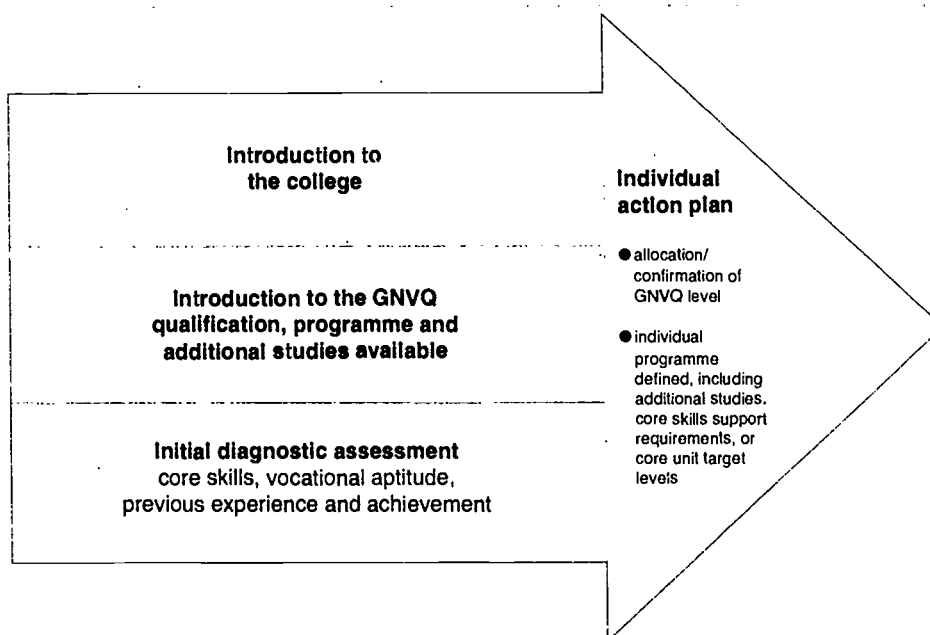 Introduction to
the college
Introduction to the GNVQ
qualification, programme and
additional studies available
Initial diagnostic assessment
core skills, vocational aptitude,
previous experience and achievement
Individual
action plan
● allocation/
confirmation of
GNVQ level
● individual
programme
defined, including
additional studies.
core skills support
requirements, or
core unit target
levels